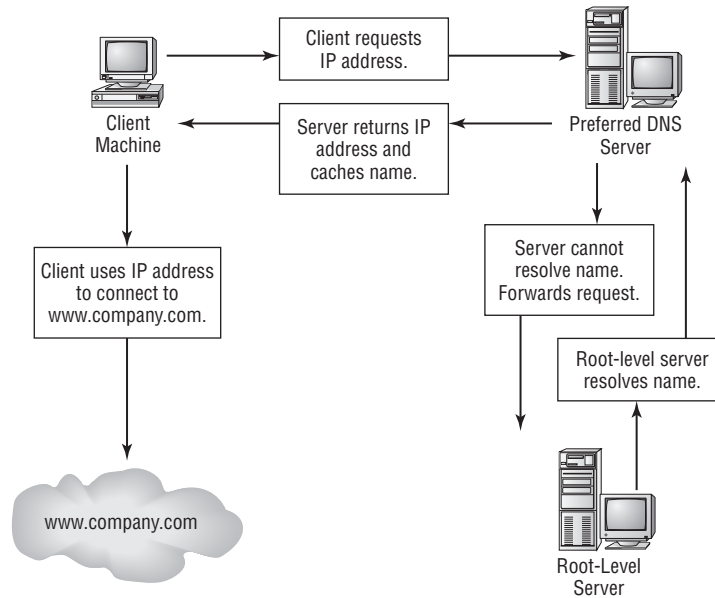 Client requests
IP address.
Client
Machine
Server returns IP
address and
caches name.
Preferred DNS
Server
Client uses IP address
to connect to
www.company.com.
Server cannot
resolve name.
Forwards request.
Root-level server
resolves name.
www.company.com
Root-Level
Server